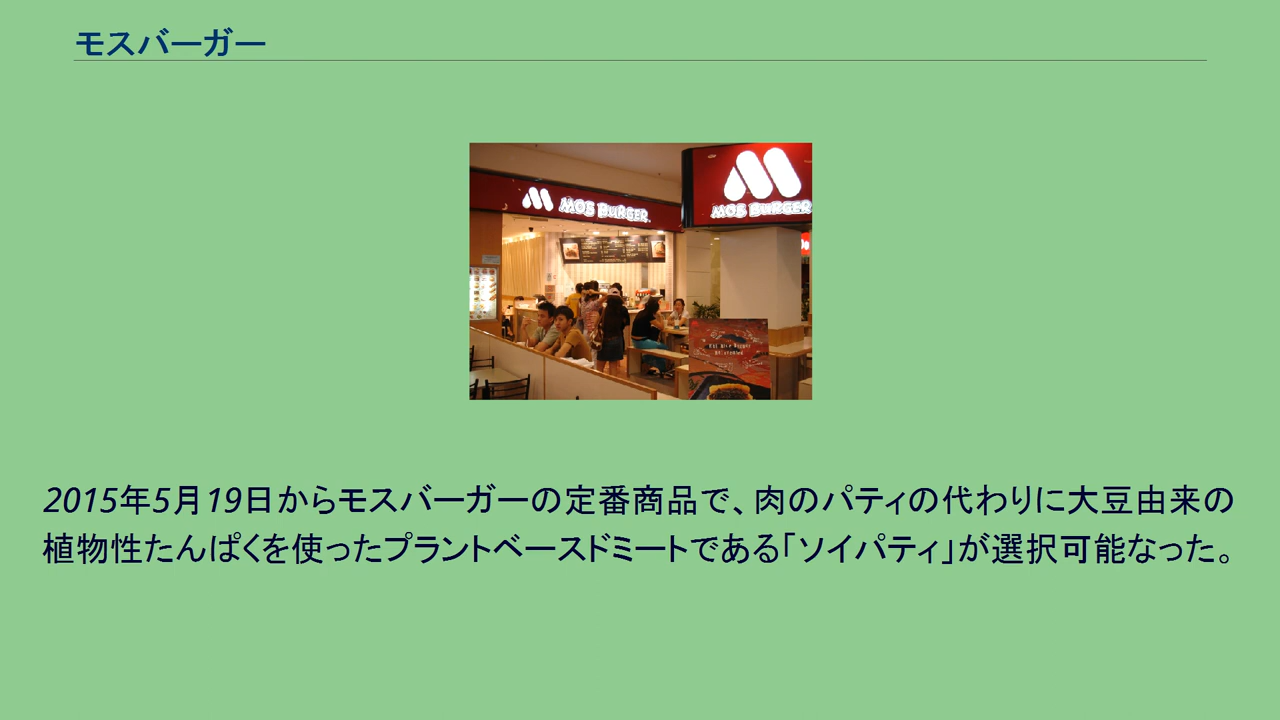 モスバーガー
MOS BURGER
MOS BURGER
2015年5月19日からモスバーガーの定番商品で、肉のパティの代わりに大豆由来の
植物性たんぱくを使ったプラントベースドミートである「ソイパティ」が選択可能なった。